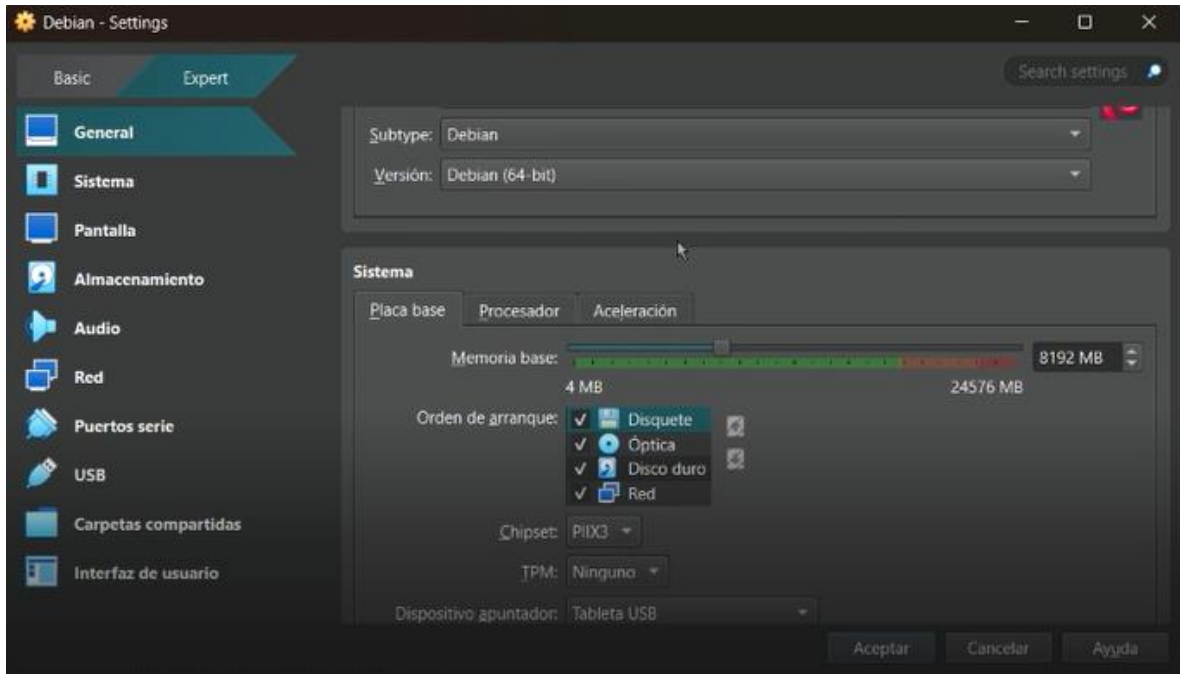 Debian - Settings
Basic Expert Search settings
General
Sistema
Pantalla
Almacenamiento
Audio
Red
Puertos serie
USB
Carpetas compartidas
Interfaz de usuario
Subtype: Debian
Versión: Debian (64-bit)
Sistema
Placa base Procesador Aceleración
Memoria base: 8192 MB
4 MB 24576 MB
Orden de arranque: Disquete
Óptica
Disco duro
Red
Chipset: PIIX3
TPM: Ninguno
Dispositivo apuntador: Tableta USB
Aceptar Cancelar Ayuda